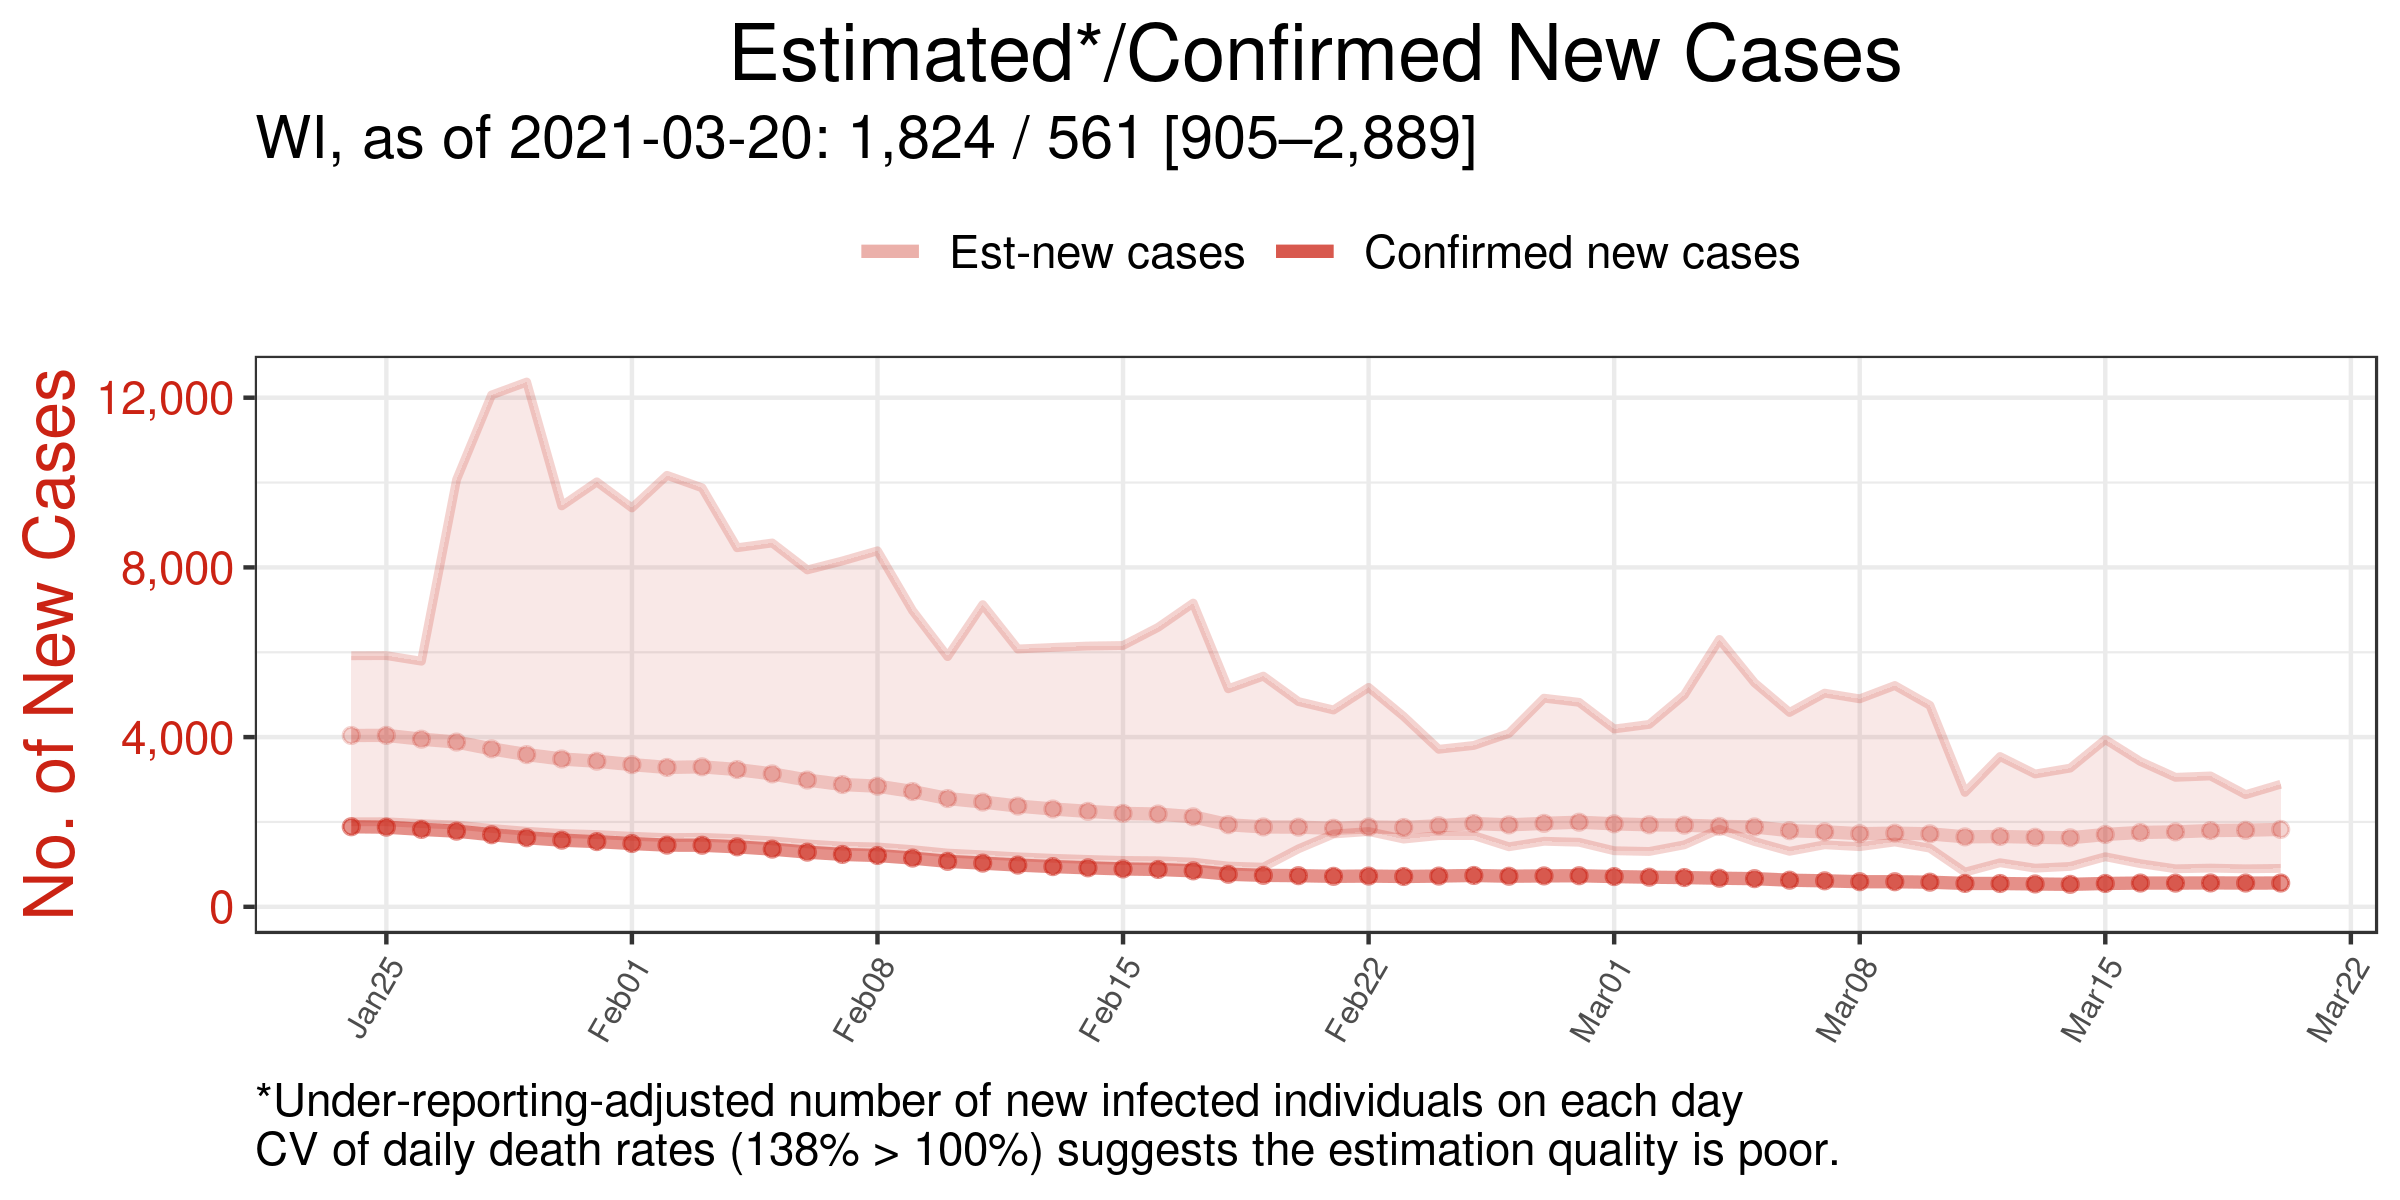 Estimated*/Confirmed New Cases
WI, as of 2021-03-20: 1,824 / 561 [905–2,889]
Est-new cases Confirmed new cases
No. of New Cases
12,000
8,000
4,000
0
Jan25 Feb01 Feb08 Feb15 Feb22 Mar01 Mar08 Mar15 Mar22
*Under-reporting-adjusted number of new infected individuals on each day
CV of daily death rates (138% > 100%) suggests the estimation quality is poor.